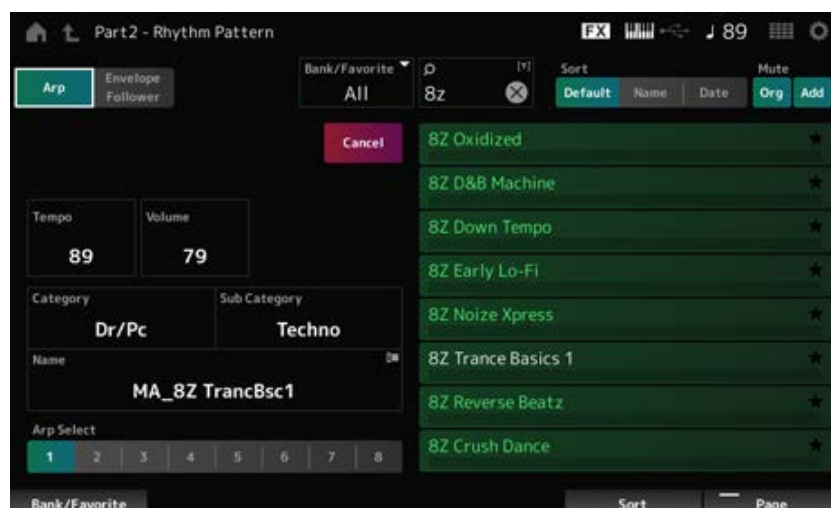 Part2 - Rhythm Pattern
FX
♩ 89
Arp
Envelope
Follower
Bank/Favorite
All
[Y]
8z
Sort
Default
Name
Date
Mute
Org
Add
Cancel
8Z Oxidized
8Z D&B Machine
8Z Down Tempo
8Z Early Lo-Fi
8Z Noize Xpress
8Z Trance Basics 1
8Z Reverse Beatz
8Z Crush Dance
Tempo
89
Volume
79
Category
Dr/Pc
Sub Category
Techno
Name
MA_8Z TrancBsc1
Arp Select
1 2 3 4 5 6 7 8
Bank/Favorite
Sort
Page